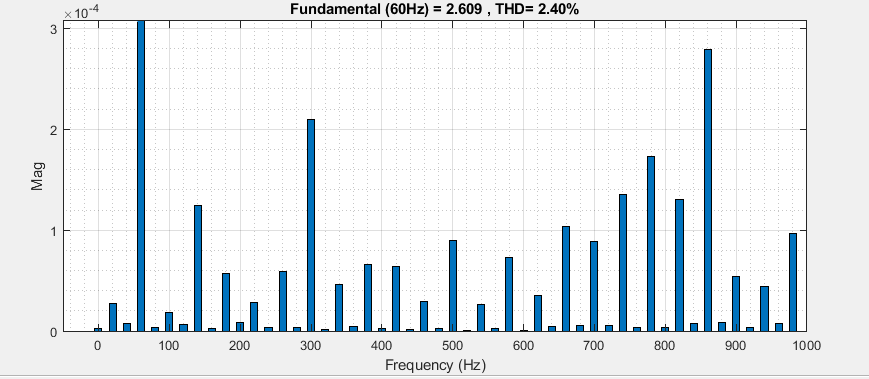 Fundamental (60Hz) = 2.609 , THD= 2.40%
×10⁻⁴
3
2
1
0
Mag
0 100 200 300 400 500 600 700 800 900 1000
Frequency (Hz)